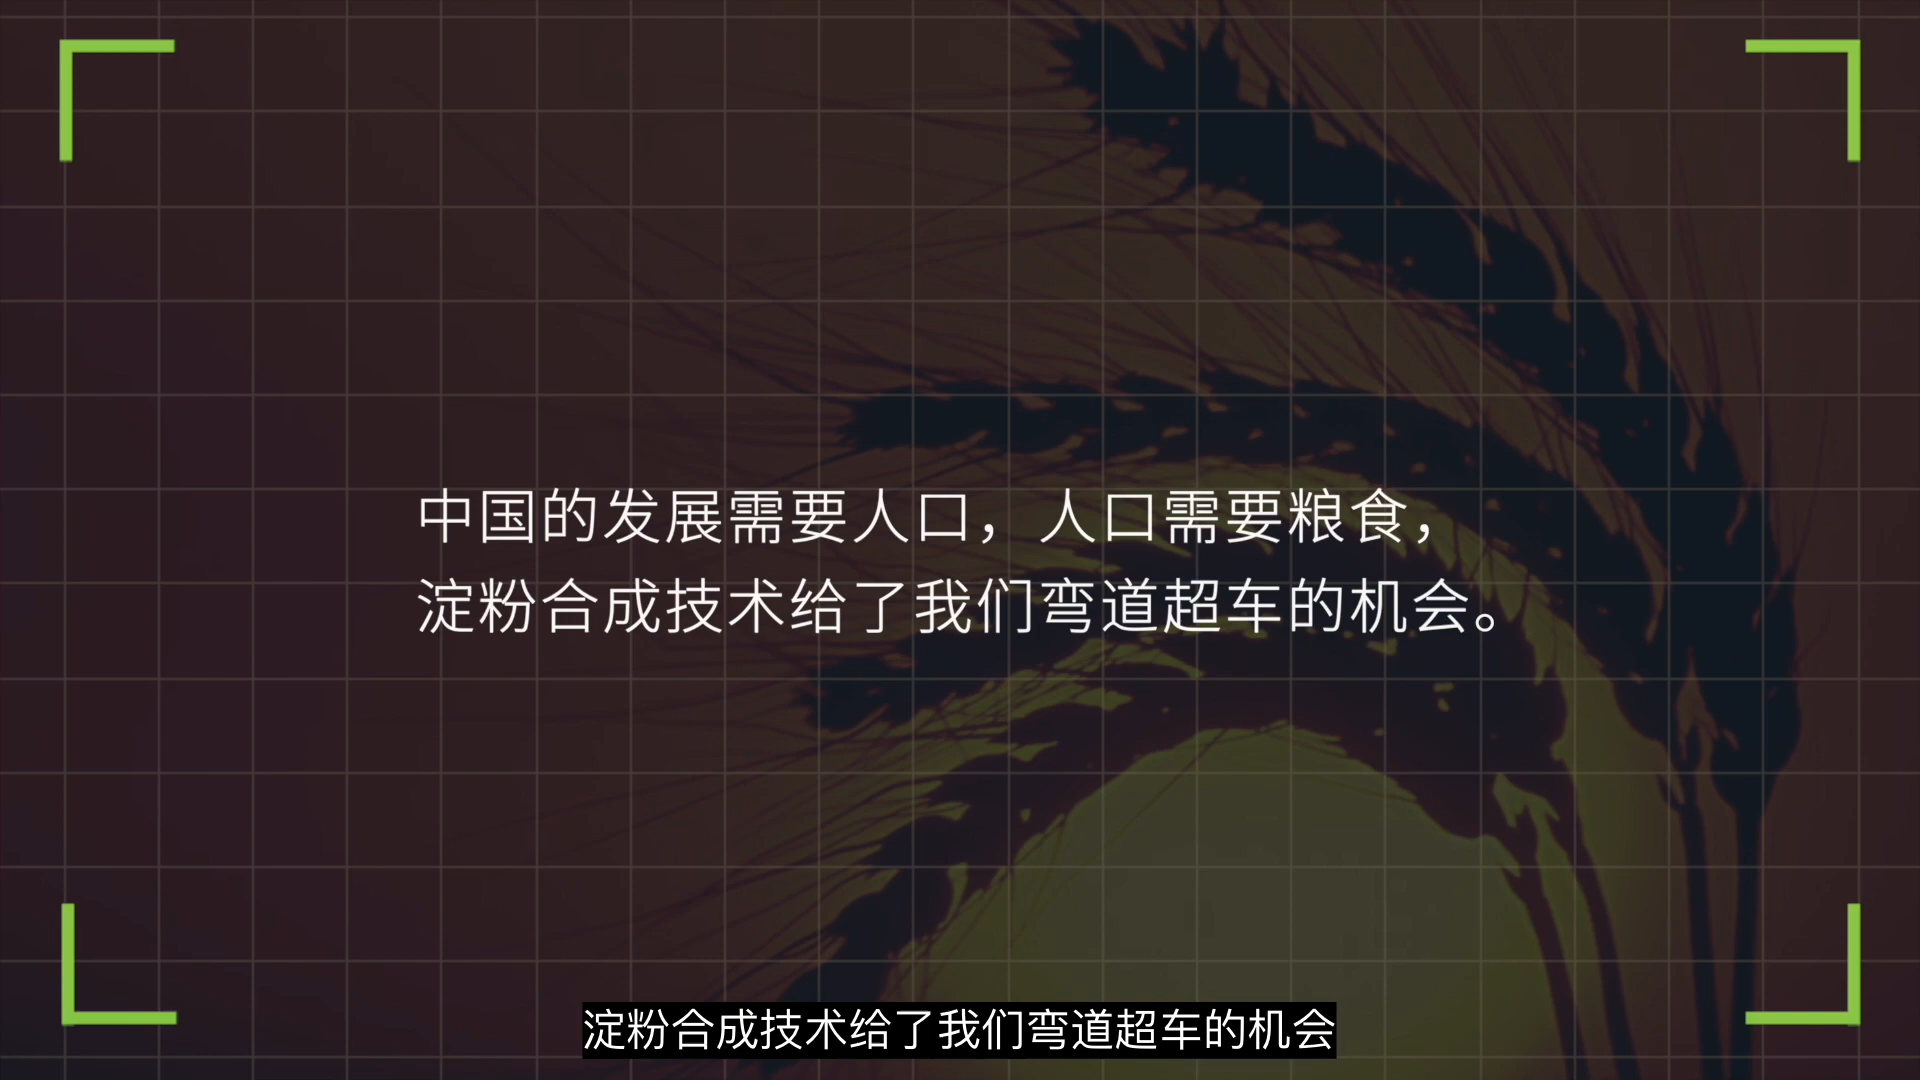 中国的发展需要人口，人口需要粮食，
淀粉合成技术给了我们弯道超车的机会。
淀粉合成技术给了我们弯道超车的机会